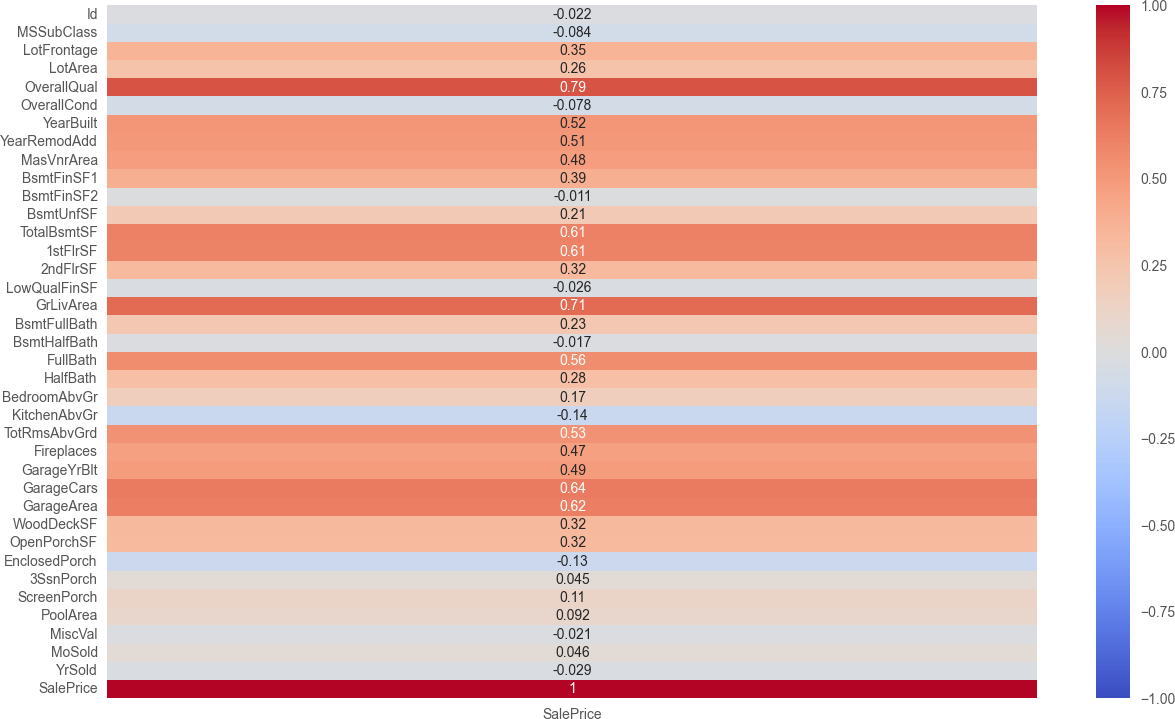 Id -0.022
MSSubClass -0.084
LotFrontage 0.35
LotArea 0.26
OverallQual 0.79
OverallCond -0.078
YearBuilt 0.52
YearRemodAdd 0.51
MasVnrArea 0.48
BsmtFinSF1 0.39
BsmtFinSF2 -0.011
BsmtUnfSF 0.21
TotalBsmtSF 0.61
1stFlrSF 0.61
2ndFlrSF 0.32
LowQualFinSF -0.026
GrLivArea 0.71
BsmtFullBath 0.23
BsmtHalfBath -0.017
FullBath 0.56
HalfBath 0.28
BedroomAbvGr 0.17
KitchenAbvGr -0.14
TotRmsAbvGrd 0.53
Fireplaces 0.47
GarageYrBlt 0.49
GarageCars 0.64
GarageArea 0.62
WoodDeckSF 0.32
OpenPorchSF 0.32
EnclosedPorch -0.13
3SsnPorch 0.045
ScreenPorch 0.11
PoolArea 0.092
MiscVal -0.021
MoSold 0.046
YrSold -0.029
SalePrice 1
SalePrice
1.00
0.75
0.50
0.25
0.00
−0.25
−0.50
−0.75
−1.00